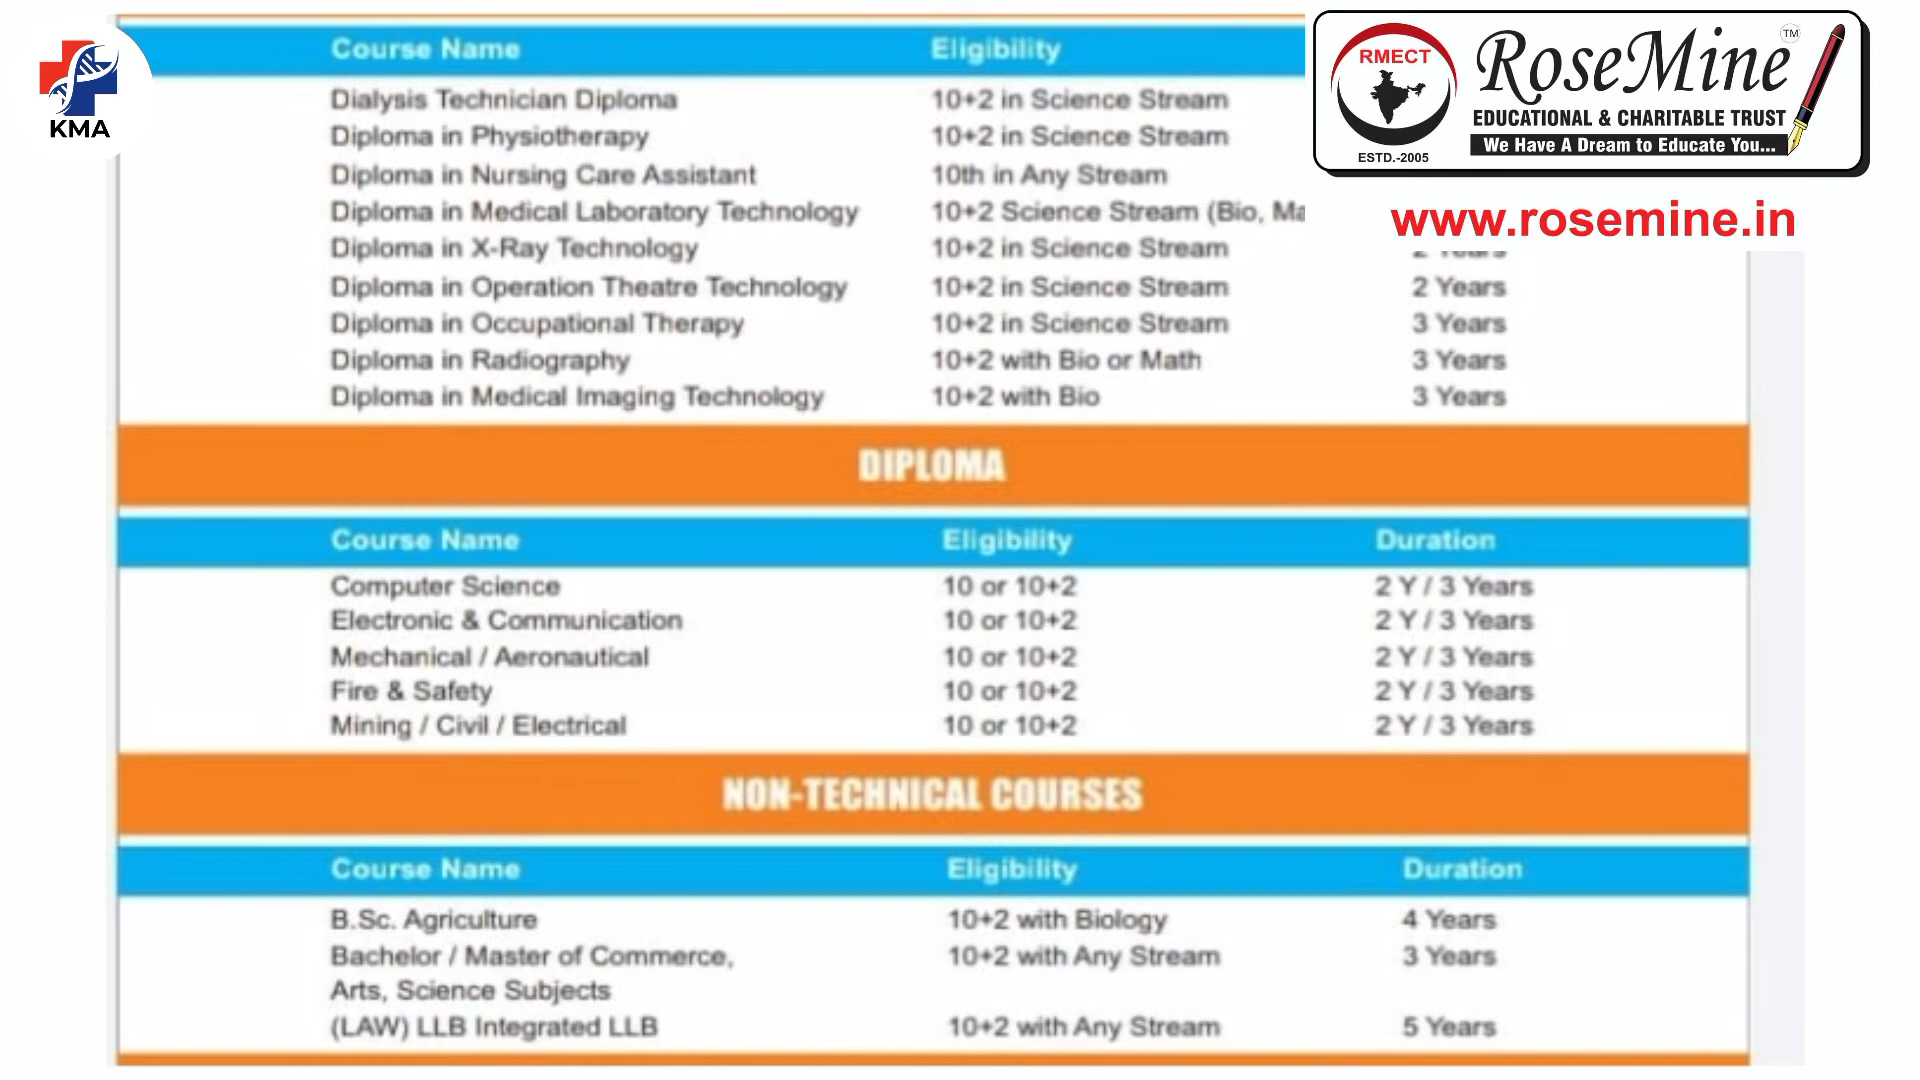 KMA
RMECT
ESTD.-2005
RoseMine
TM
EDUCATIONAL & CHARITABLE TRUST
We Have A Dream to Educate You...
www.rosemine.in
Course Name Eligibility
Dialysis Technician Diploma 10+2 in Science Stream
Diploma in Physiotherapy 10+2 in Science Stream
Diploma in Nursing Care Assistant 10th in Any Stream
Diploma in Medical Laboratory Technology 10+2 Science Stream (Bio,
Diploma in X-Ray Technology 10+2 in Science Stream
Diploma in Operation Theatre Technology 10+2 in Science Stream 2 Years
Diploma in Occupational Therapy 10+2 in Science Stream 3 Years
Diploma in Radiography 10+2 with Bio or Math 3 Years
Diploma in Medical Imaging Technology 10+2 with Bio 3 Years
DIPLOMA
Course Name Eligibility Duration
Computer Science 10 or 10+2 2 Y / 3 Years
Electronic & Communication 10 or 10+2 2 Y / 3 Years
Mechanical / Aeronautical 10 or 10+2 2 Y / 3 Years
Fire & Safety 10 or 10+2 2 Y / 3 Years
Mining / Civil / Electrical 10 or 10+2 2 Y / 3 Years
NON-TECHNICAL COURSES
Course Name Eligibility Duration
B.Sc. Agriculture 10+2 with Biology 4 Years
Bachelor / Master of Commerce, 10+2 with Any Stream 3 Years
Arts, Science Subjects
(LAW) LLB Integrated LLB 10+2 with Any Stream 5 Years